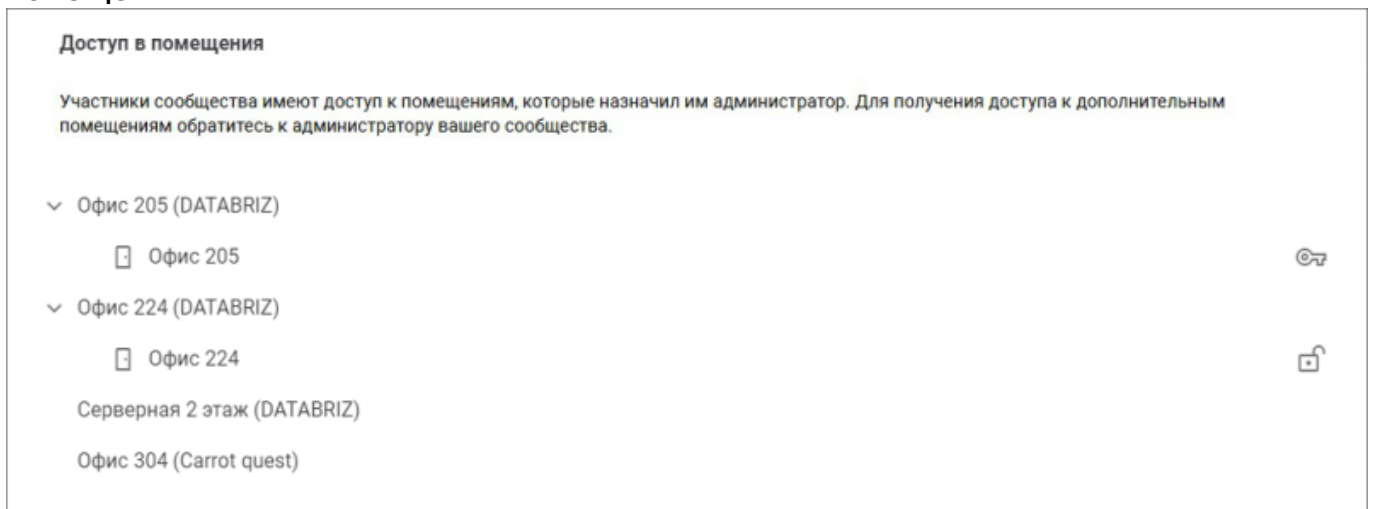 Доступ в помещения
Участники сообщества имеют доступ к помещениям, которые назначил им администратор. Для получения доступа к дополнительным
помещениям обратитесь к администратору вашего сообщества.
Офис 205 (DATABRIZ)
Офис 205
Офис 224 (DATABRIZ)
Офис 224
Серверная 2 этаж (DATABRIZ)
Офис 304 (Carrot quest)